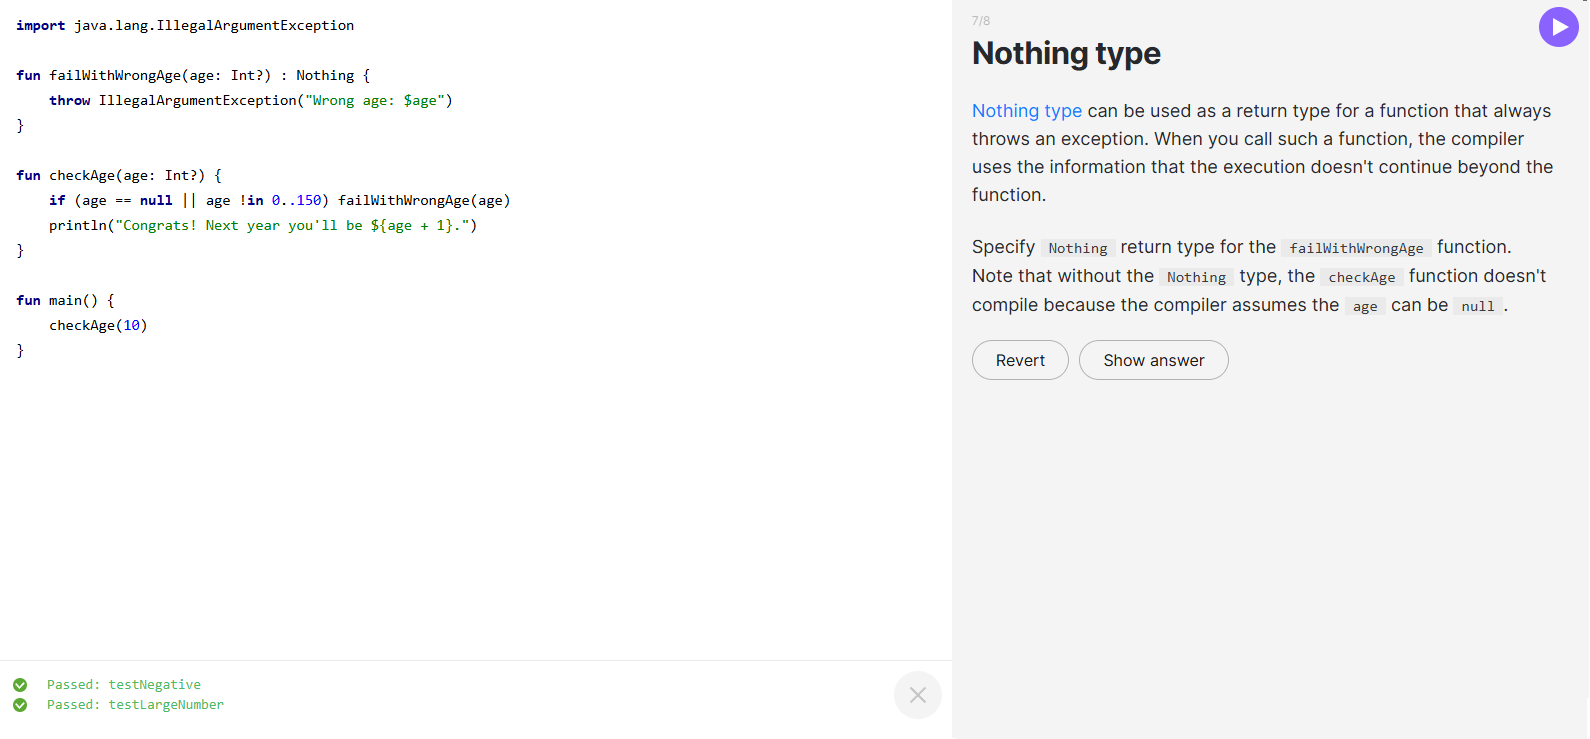 import java.lang.IllegalArgumentException
fun failWithWrongAge(age: Int?) : Nothing {
    throw IllegalArgumentException("Wrong age: $age")
}
fun checkAge(age: Int?) {
    if (age == null || age !in 0..150) failWithWrongAge(age)
    println("Congrats! Next year you'll be ${age + 1}.")
}
fun main() {
    checkAge(10)
}
Passed: testNegative
Passed: testLargeNumber
7/8
Nothing type
Nothing type can be used as a return type for a function that always
throws an exception. When you call such a function, the compiler
uses the information that the execution doesn't continue beyond the
function.
Specify Nothing return type for the failWithWrongAge function.
Note that without the Nothing type, the checkAge function doesn't
compile because the compiler assumes the age can be null.
Revert
Show answer